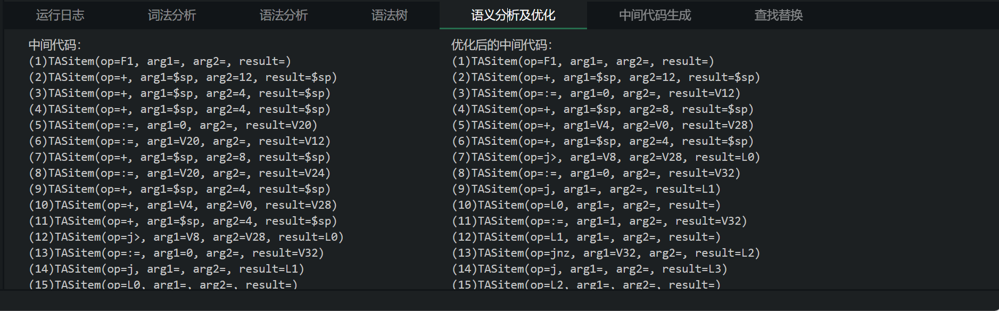 运行日志 词法分析 语法分析 语法树 语义分析及优化 中间代码生成 查找替换
中间代码：
(1)TASitem(op=F1, arg1=, arg2=, result=)
(2)TASitem(op=+, arg1=$sp, arg2=12, result=$sp)
(3)TASitem(op=+, arg1=$sp, arg2=4, result=$sp)
(4)TASitem(op=+, arg1=$sp, arg2=4, result=$sp)
(5)TASitem(op=:=, arg1=0, arg2=, result=V20)
(6)TASitem(op=:=, arg1=V20, arg2=, result=V12)
(7)TASitem(op=+, arg1=$sp, arg2=8, result=$sp)
(8)TASitem(op=:=, arg1=V20, arg2=, result=V24)
(9)TASitem(op=+, arg1=$sp, arg2=4, result=$sp)
(10)TASitem(op=+, arg1=V4, arg2=V0, result=V28)
(11)TASitem(op=+, arg1=$sp, arg2=4, result=$sp)
(12)TASitem(op=j>, arg1=V8, arg2=V28, result=L0)
(13)TASitem(op=:=, arg1=0, arg2=, result=V32)
(14)TASitem(op=j, arg1=, arg2=, result=L1)
(15)TASitem(op=L0, arg1=, arg2=, result=)
优化后的中间代码：
(1)TASitem(op=F1, arg1=, arg2=, result=)
(2)TASitem(op=+, arg1=$sp, arg2=12, result=$sp)
(3)TASitem(op=:=, arg1=0, arg2=, result=V12)
(4)TASitem(op=+, arg1=$sp, arg2=8, result=$sp)
(5)TASitem(op=+, arg1=V4, arg2=V0, result=V28)
(6)TASitem(op=+, arg1=$sp, arg2=4, result=$sp)
(7)TASitem(op=j>, arg1=V8, arg2=V28, result=L0)
(8)TASitem(op=:=, arg1=0, arg2=, result=V32)
(9)TASitem(op=j, arg1=, arg2=, result=L1)
(10)TASitem(op=L0, arg1=, arg2=, result=)
(11)TASitem(op=:=, arg1=1, arg2=, result=V32)
(12)TASitem(op=L1, arg1=, arg2=, result=)
(13)TASitem(op=jnz, arg1=V32, arg2=, result=L2)
(14)TASitem(op=j, arg1=, arg2=, result=L3)
(15)TASitem(op=L2, arg1=, arg2=, result=)